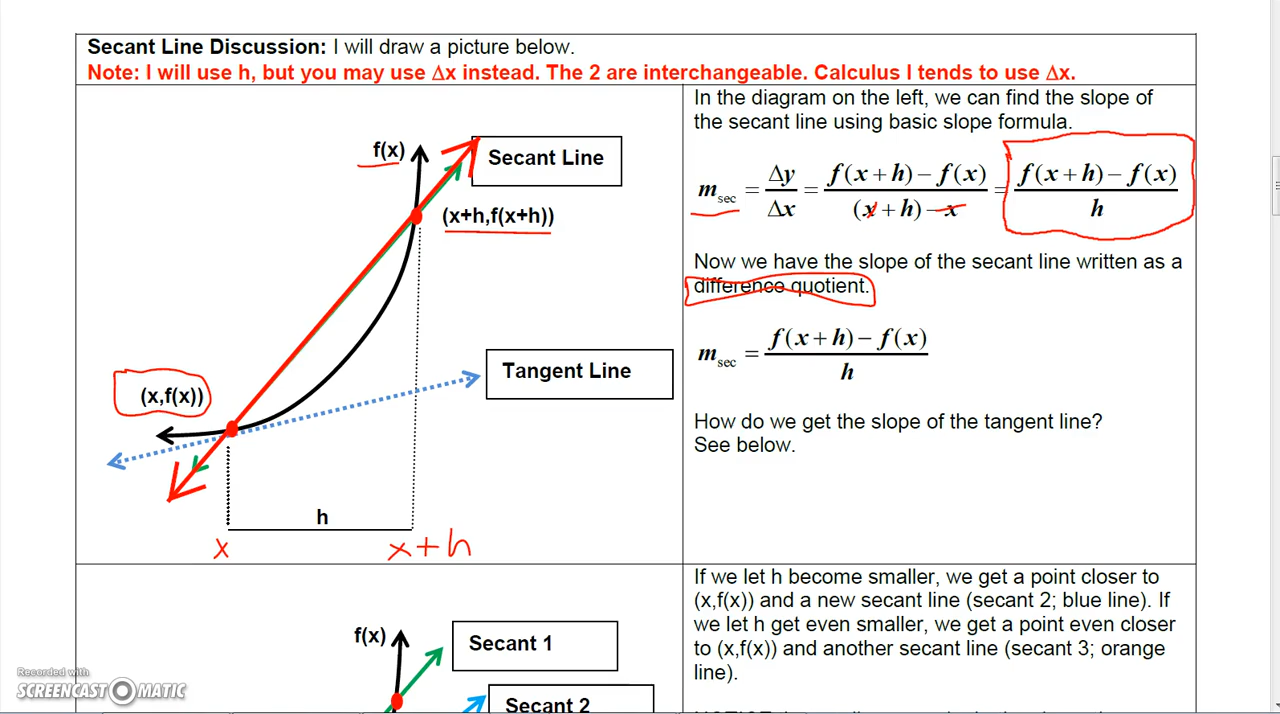 Secant Line Discussion: I will draw a picture below.
Note: I will use h, but you may use Δx instead. The 2 are interchangeable. Calculus I tends to use Δx.
f(x)
Secant Line
(x+h,f(x+h))
Tangent Line
(x,f(x))
h
x
x+h
In the diagram on the left, we can find the slope of
the secant line using basic slope formula.
m_sec = Δy/Δx = (f(x+h)−f(x))/((x+h)−x) = (f(x+h)−f(x))/h
Now we have the slope of the secant line written as a
difference quotient.
m_sec = (f(x+h)−f(x))/h
How do we get the slope of the tangent line?
See below.
f(x)
Secant 1
Secant 2
If we let h become smaller, we get a point closer to
(x,f(x)) and a new secant line (secant 2; blue line). If
we let h get even smaller, we get a point even closer
to (x,f(x)) and another secant line (secant 3; orange
line).
Recorded with
SCREENCAST-O-MATIC